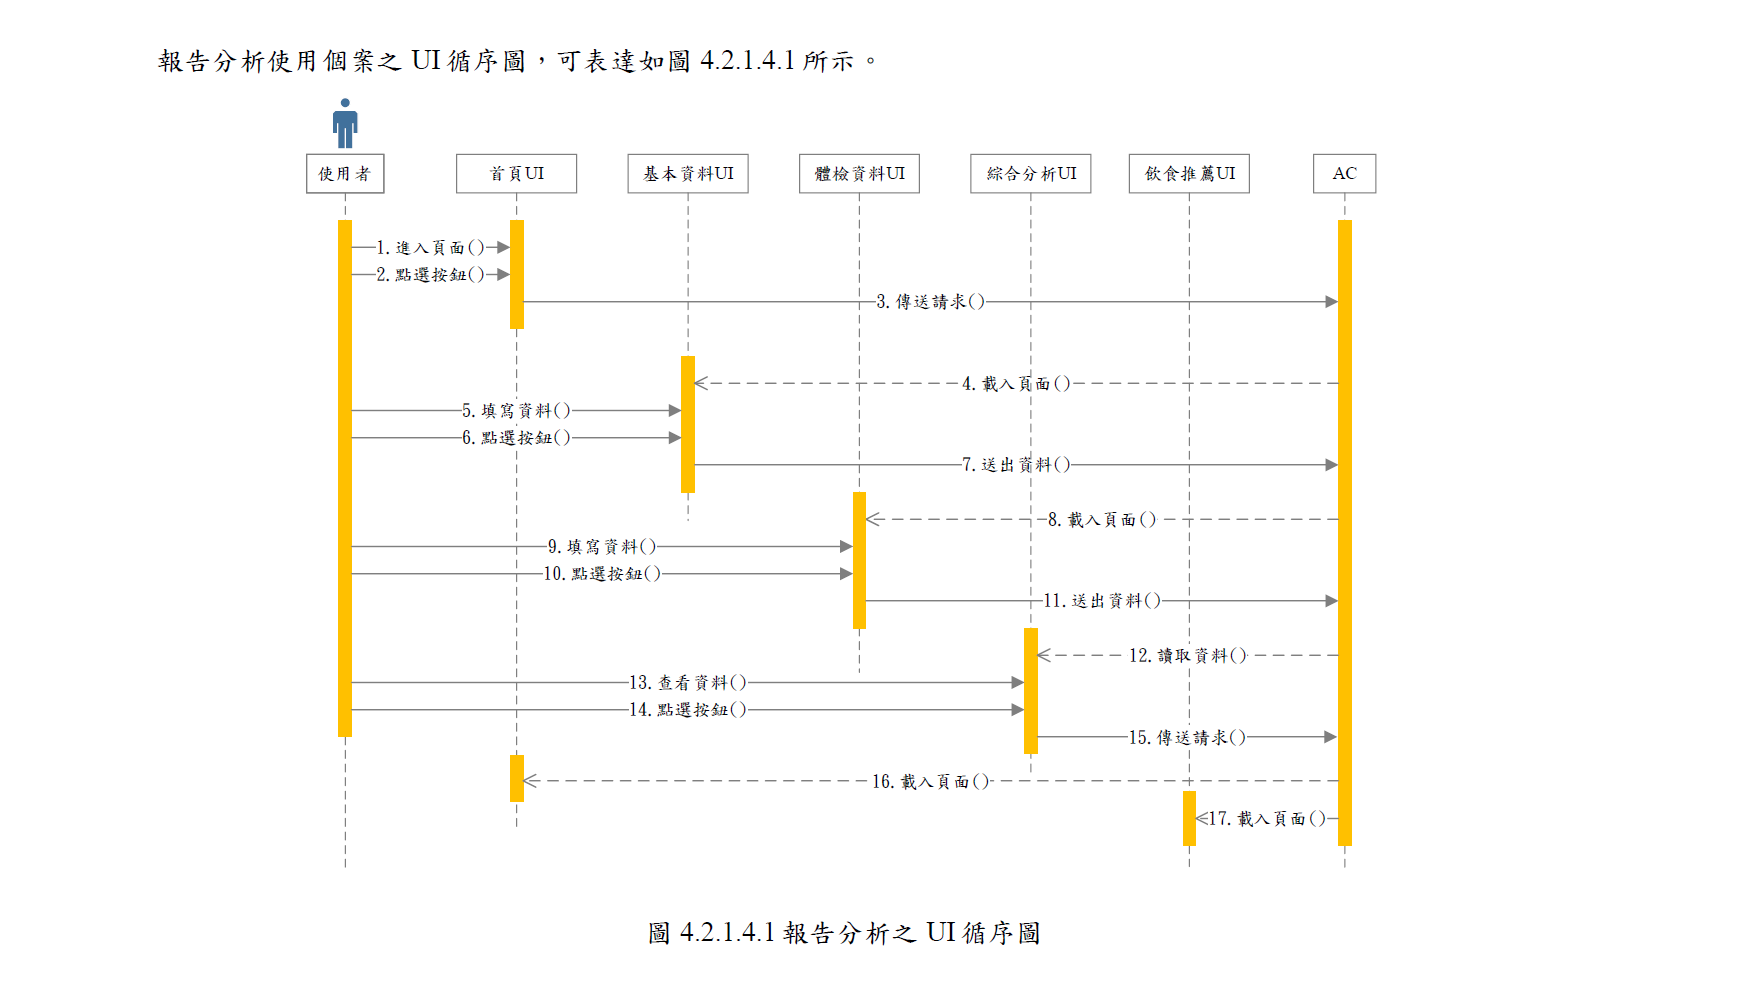 報告分析使用個案之 UI 循序圖，可表達如圖 4.2.1.4.1 所示。
使用者 首頁UI 基本資料UI 體檢資料UI 綜合分析UI 飲食推薦UI AC
1.進入頁面()
2.點選按鈕()
3.傳送請求()
4.載入頁面()
5.填寫資料()
6.點選按鈕()
7.送出資料()
8.載入頁面()
9.填寫資料()
10.點選按鈕()
11.送出資料()
12.讀取資料()
13.查看資料()
14.點選按鈕()
15.傳送請求()
16.載入頁面()
17.載入頁面()
圖 4.2.1.4.1 報告分析之 UI 循序圖